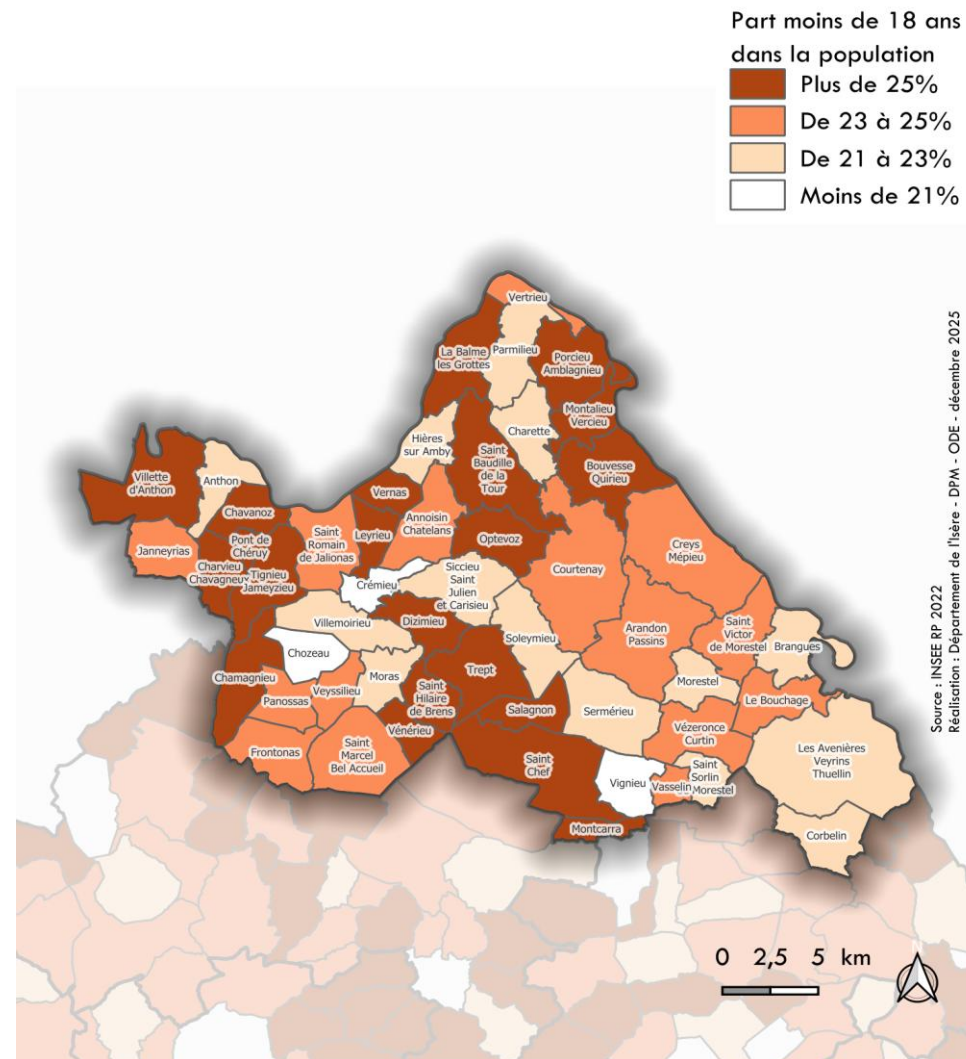 Part moins de 18 ans
dans la population
Plus de 25%
De 23 à 25%
De 21 à 23%
Moins de 21%
Vertrieu
La Balme
les Grottes
Parmilieu
Porcieu
Amblagnieu
Montalieu
Vercieu
Charette
Hières
sur Amby
Saint
Baudille
de la
Tour
Bouvesse
Quirieu
Villette
d'Anthon
Anthon
Chavanoz
Vernas
Annoisin
Chatelans
Saint
Romain
de Jalionas
Leyrieu
Optevoz
Creys
Mépieu
Janneyrias
Pont de
Chéruy
Charvieu
Chavagneux
Tignieu
Jameyzieu
Crémieu
Siccieu
Saint
Julien
et Carisieu
Courtenay
Villemoirieu
Dizimieu
Soleymieu
Arandon
Passins
Saint
Victor
de Morestel
Brangues
Chozeau
Chamagnieu
Moras
Trept
Morestel
Panossas
Veyssilieu
Saint
Hilaire
de Brens
Salagnon
Sermérieu
Le Bouchage
Vénérieu
Vézeronce
Curtin
Frontonas
Saint
Marcel
Bel Accueil
Saint
Chef
Vignieu
Vasselin
Saint
Sorlin
Morestel
Les Avenières
Veyrins
Thuellin
Montcarra
Corbelin
0 2,5 5 km
N
Source : INSEE RP 2022
Réalisation : Département de l'Isère - DPM - ODE - décembre 2025